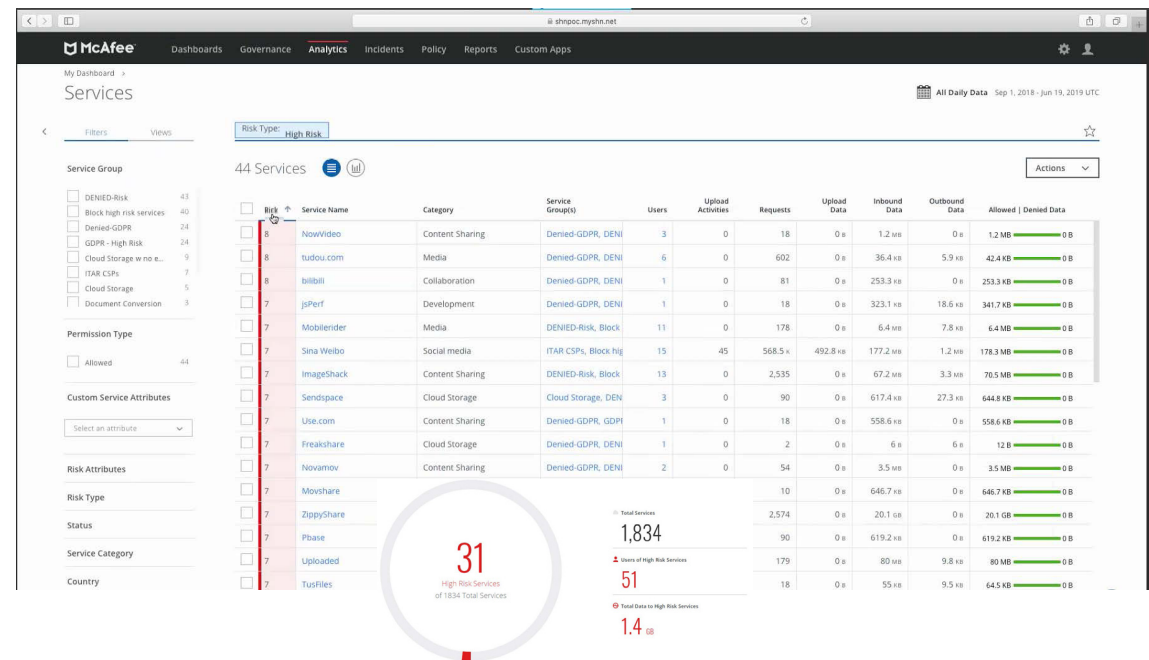 shnpoc.myshn.net
McAfee Dashboards Governance Analytics Incidents Policy Reports Custom Apps
My Dashboard >
Services
All Daily Data Sep 1, 2018 - Jun 19, 2019 UTC
Filters Views
Risk Type: High Risk
44 Services
Actions
Service Group
DENIED-Risk 43
Block high risk services 40
Denied-GDPR 24
GDPR - High Risk 24
Cloud Storage w no e... 9
ITAR CSPs 7
Cloud Storage 5
Document Conversion 3
Permission Type
Allowed 44
Custom Service Attributes
Select an attribute
Risk Attributes
Risk Type
Status
Service Category
Country
Risk Service Name Category Service Group(s) Users Upload Activities Requests Upload Data Inbound Data Outbound Data Allowed | Denied Data
8 NowVideo Content Sharing Denied-GDPR, DENI 3 0 18 0 B 1.2 MB 0 B 1.2 MB 0 B
8 tudou.com Media Denied-GDPR, DENI 6 0 602 0 B 36.4 KB 5.9 KB 42.4 KB 0 B
8 bilibili Collaboration Denied-GDPR, DENI 1 0 81 0 B 253.3 KB 0 B 253.3 KB 0 B
7 jsPerf Development Denied-GDPR, DENI 1 0 18 0 B 323.1 KB 18.6 KB 341.7 KB 0 B
7 Mobilerider Media DENIED-Risk, Block 11 0 178 0 B 6.4 MB 7.8 KB 6.4 MB 0 B
7 Sina Weibo Social media ITAR CSPs, Block hig 15 45 568.5 K 492.8 KB 177.2 MB 1.2 MB 178.3 MB 0 B
7 ImageShack Content Sharing DENIED-Risk, Block 13 0 2,535 0 B 67.2 MB 3.3 MB 70.5 MB 0 B
7 Sendspace Cloud Storage Cloud Storage, DEN 3 0 90 0 B 617.4 KB 27.3 KB 644.8 KB 0 B
7 Use.com Content Sharing Denied-GDPR, GDPI 1 0 18 0 B 558.6 KB 0 B 558.6 KB 0 B
7 Freakshare Cloud Storage Denied-GDPR, DENI 1 0 2 0 B 6 B 6 B 12 B 0 B
7 Novamov Content Sharing Denied-GDPR, DENI 2 0 54 0 B 3.5 MB 0 B 3.5 MB 0 B
7 Movshare 10 0 B 646.7 KB 0 B 646.7 KB 0 B
7 ZippyShare 2,574 0 B 20.1 GB 0 B 20.1 GB 0 B
7 Pbase 90 0 B 619.2 KB 0 B 619.2 KB 0 B
7 Uploaded 179 0 B 80 MB 9.8 KB 80 MB 0 B
7 TusFiles 18 0 B 55 KB 9.5 KB 64.5 KB 0 B
31
High Risk Services
of 1834 Total Services
Total Services
1,834
Users of High Risk Services
51
Total Data to High Risk Services
1.4 GB